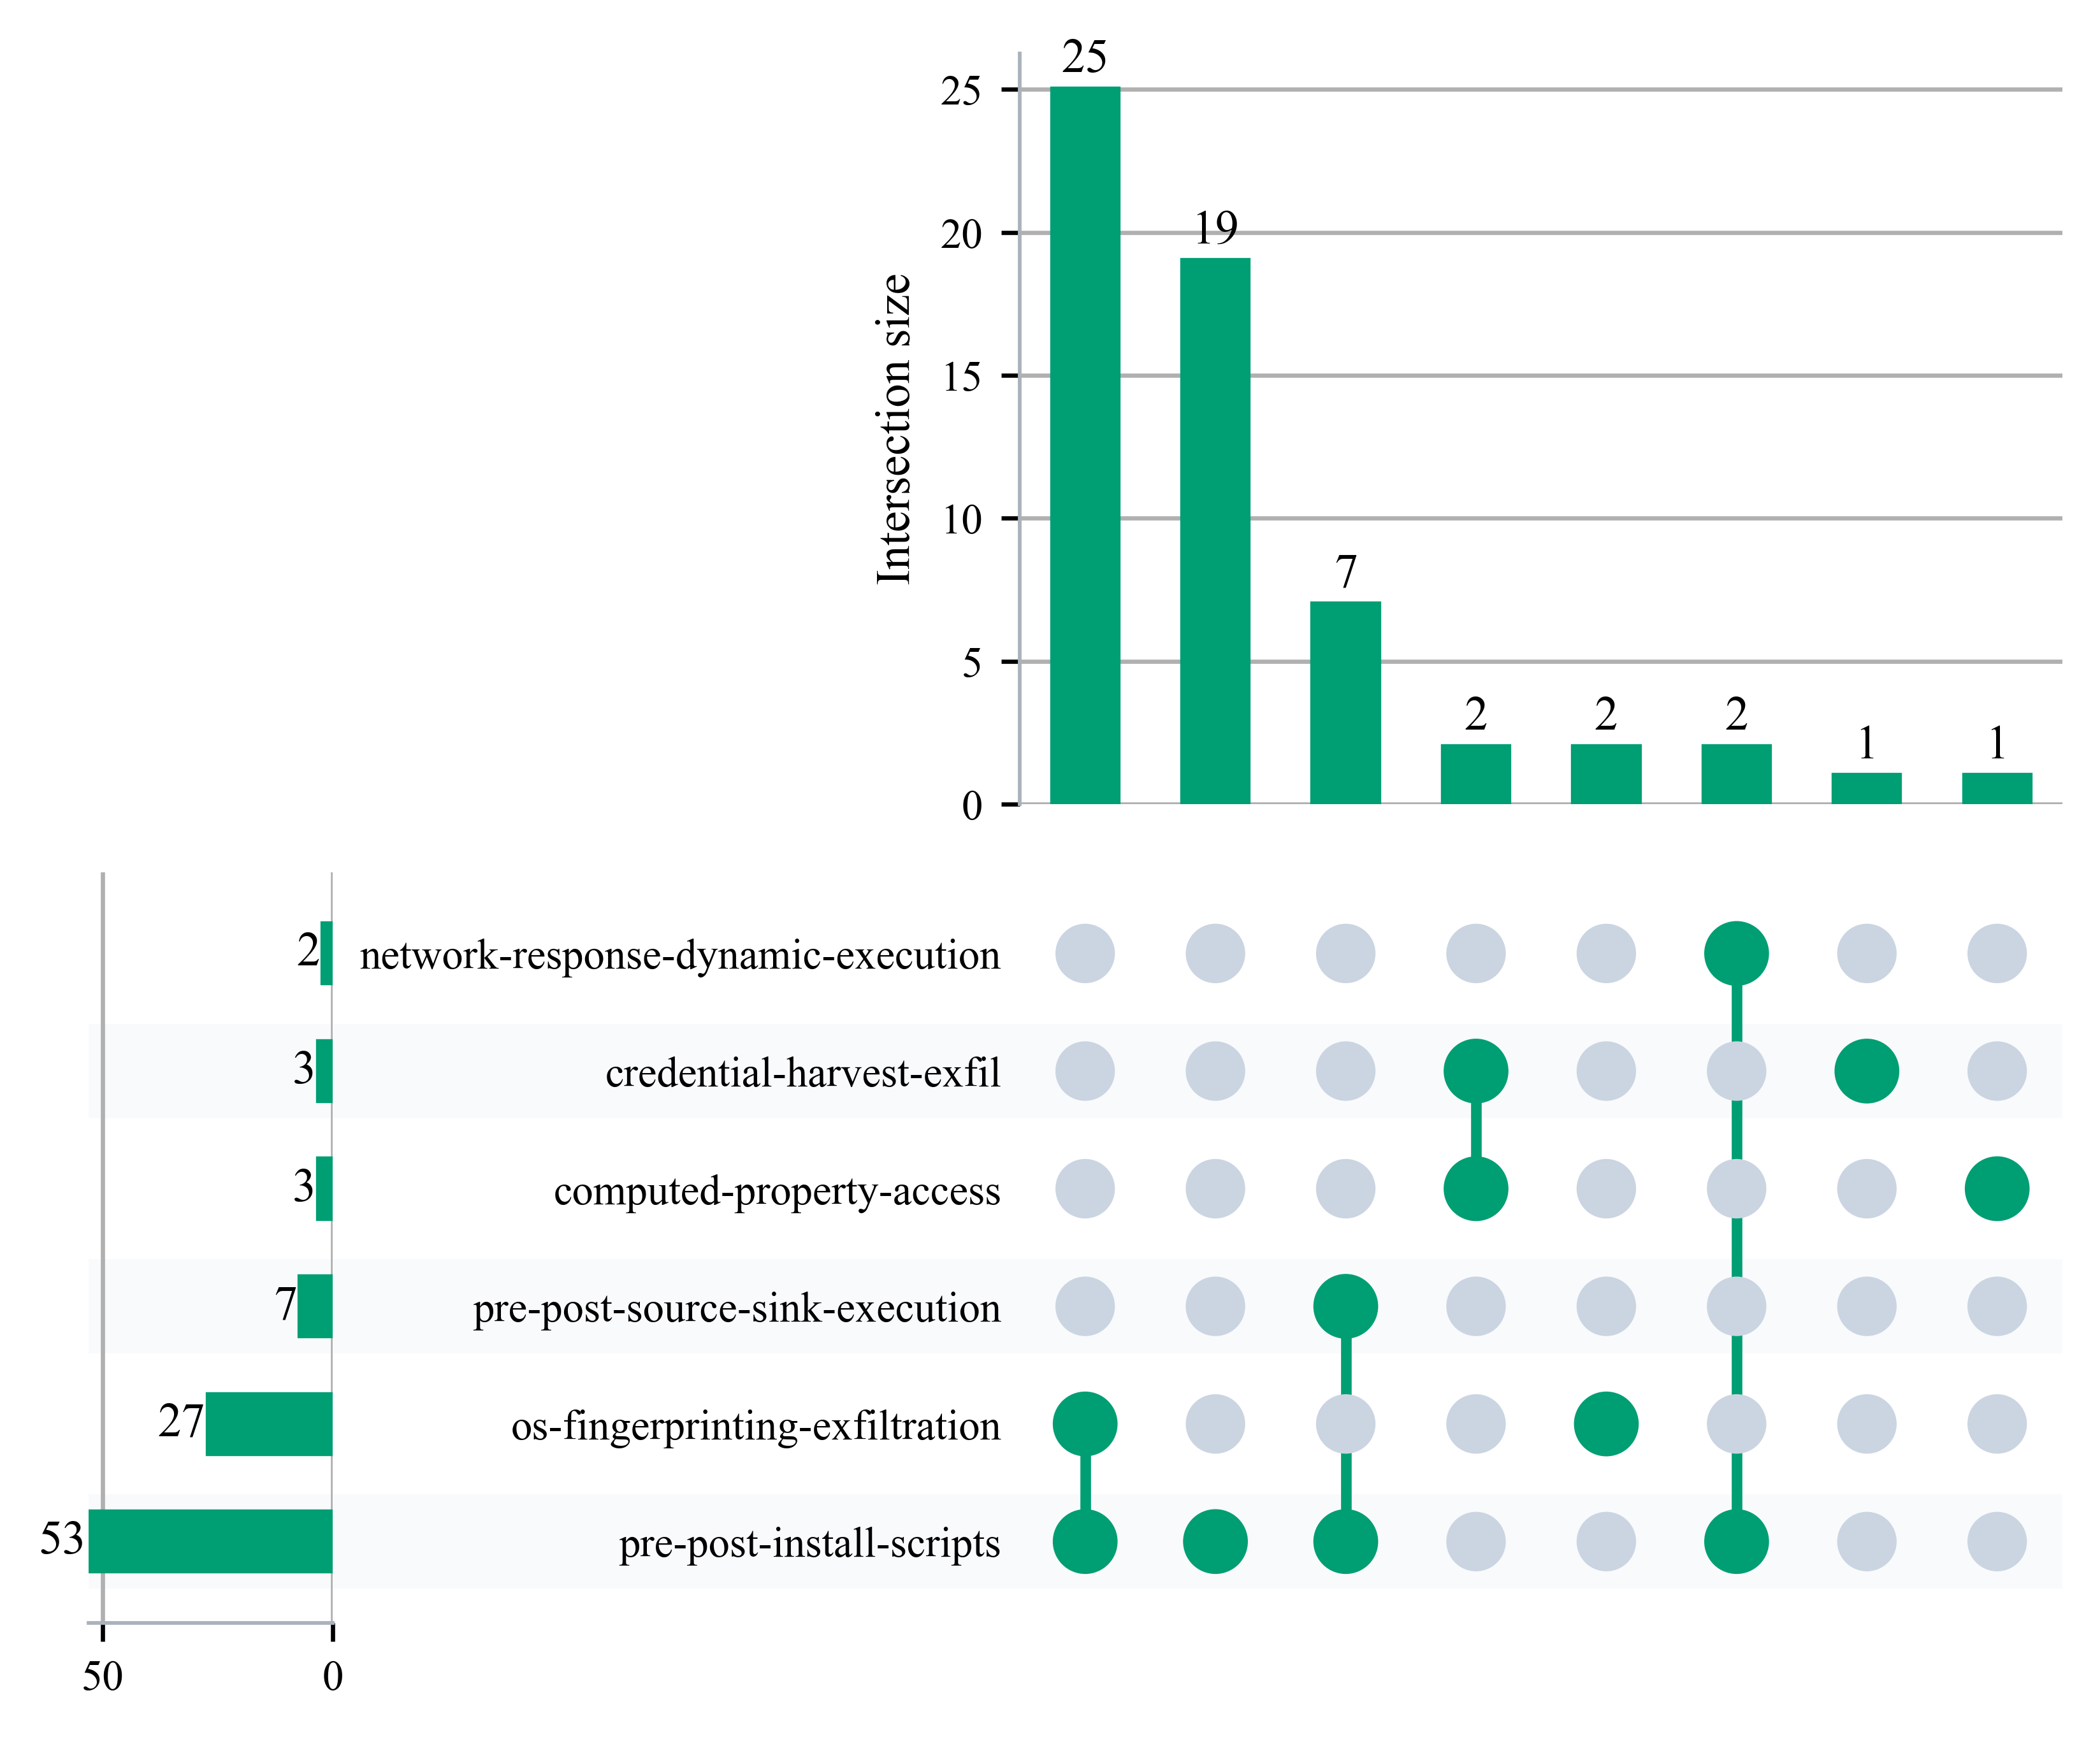 25
25
20
19
15
10
7
5
2
2
2
1
1
0
Intersection size
2 network-response-dynamic-execution
3 credential-harvest-exfil
3 computed-property-access
7 pre-post-source-sink-execution
27 os-fingerprinting-exfiltration
53 pre-post-install-scripts
50 0